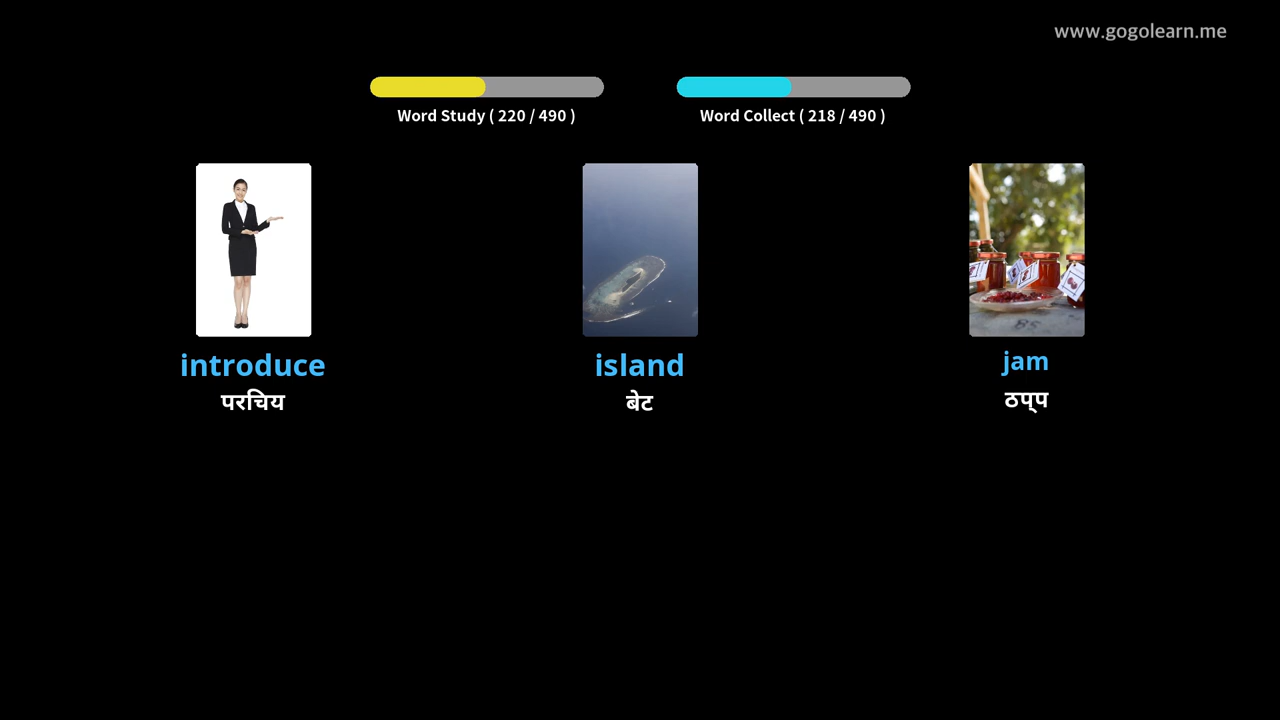 www.gogolearn.me
Word Study ( 220 / 490 )
Word Collect ( 218 / 490 )
introduce
island
jam
परिचय
बेट
ठप्प